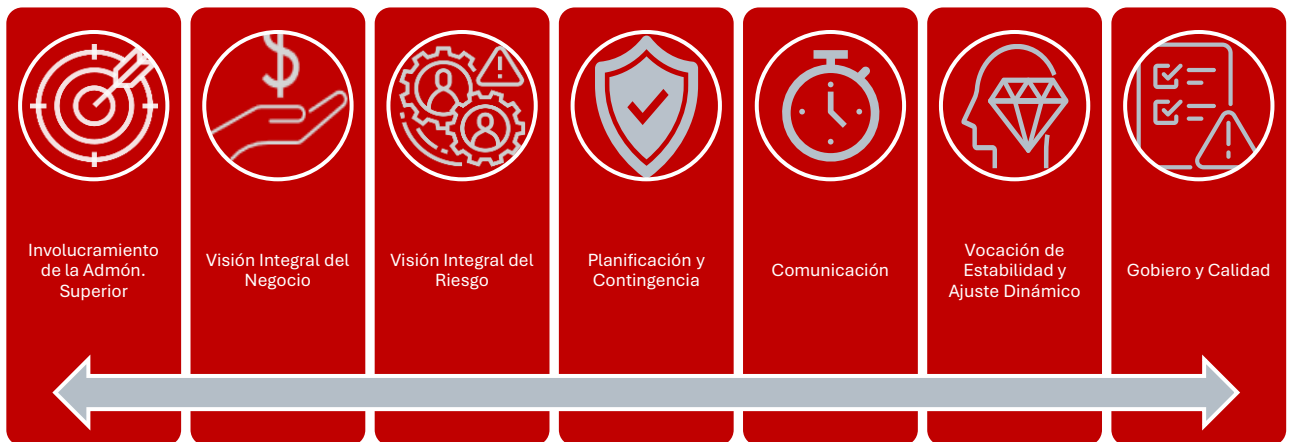 Involucramiento
de la Admón.
Superior
Visión Integral del
Negocio
Visión Integral del
Riesgo
Planificación y
Contingencia
Comunicación
Vocación de
Estabilidad y
Ajuste Dinámico
Gobiero y Calidad